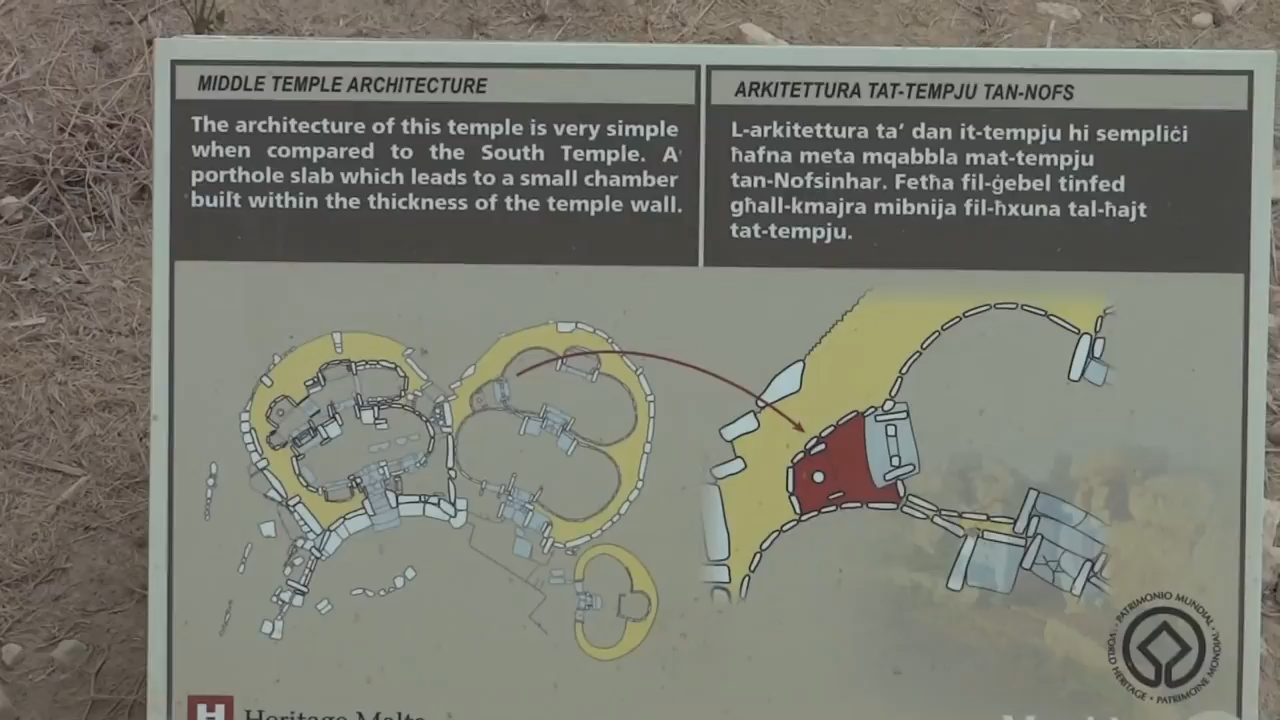 MIDDLE TEMPLE ARCHITECTURE
The architecture of this temple is very simple
when compared to the South Temple. A
porthole slab which leads to a small chamber
built within the thickness of the temple wall.
ARKITETTURA TAT-TEMPJU TAN-NOFS
L-arkitettura ta' dan it-tempju hi sempliċi
ħafna meta mqabbla mat-tempju
tan-Nofsinhar. Fetħa fil-ġebel tinfed
għall-kmajra mibnija fil-ħxuna tal-ħajt
tat-tempju.
WORLD HERITAGE • PATRIMONIO MUNDIAL • PATRIMOINE MONDIAL
Heritage Malta